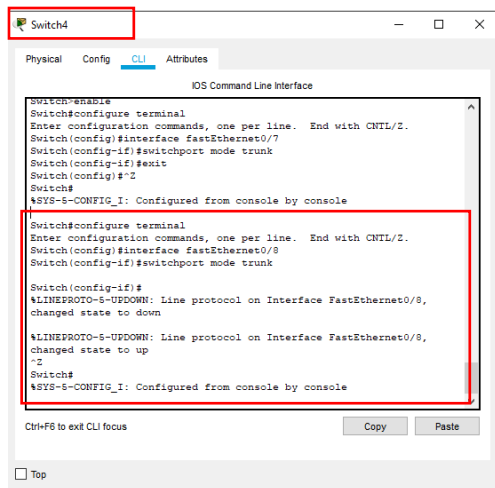 Switch4
Physical Config CLI Attributes
IOS Command Line Interface
Switch>enable
Switch#configure terminal
Enter configuration commands, one per line. End with CNTL/Z.
Switch(config)#interface fastEthernet0/7
Switch(config-if)#switchport mode trunk
Switch(config-if)#exit
Switch(config)#^Z
Switch#
%SYS-5-CONFIG_I: Configured from console by console
Switch#configure terminal
Enter configuration commands, one per line. End with CNTL/Z.
Switch(config)#interface fastEthernet0/8
Switch(config-if)#switchport mode trunk
Switch(config-if)#
%LINEPROTO-5-UPDOWN: Line protocol on Interface FastEthernet0/8,
changed state to down
%LINEPROTO-5-UPDOWN: Line protocol on Interface FastEthernet0/8,
changed state to up
^Z
Switch#
%SYS-5-CONFIG_I: Configured from console by console
Ctrl+F6 to exit CLI focus
Copy Paste
Top